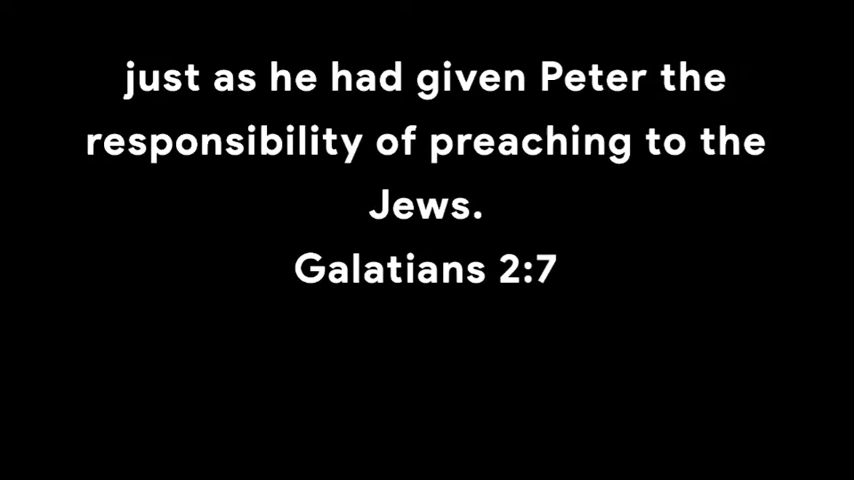 just as he had given Peter the
responsibility of preaching to the
Jews.
Galatians 2:7